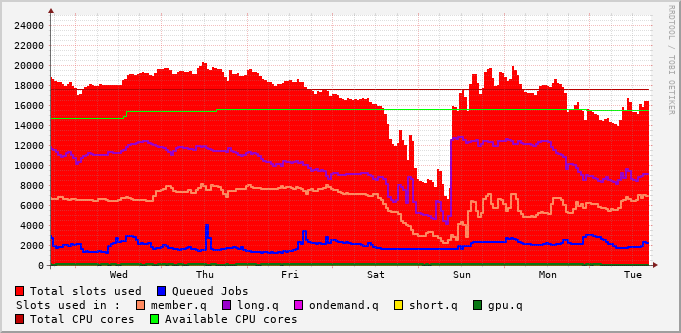 24000
22000
20000
18000
16000
14000
12000
10000
8000
6000
4000
2000
0
Wed Thu Fri Sat Sun Mon Tue
RRDTOOL / TOBI OETIKER
Total slots used Queued Jobs
Slots used in : member.q long.q ondemand.q short.q gpu.q
Total CPU cores Available CPU cores